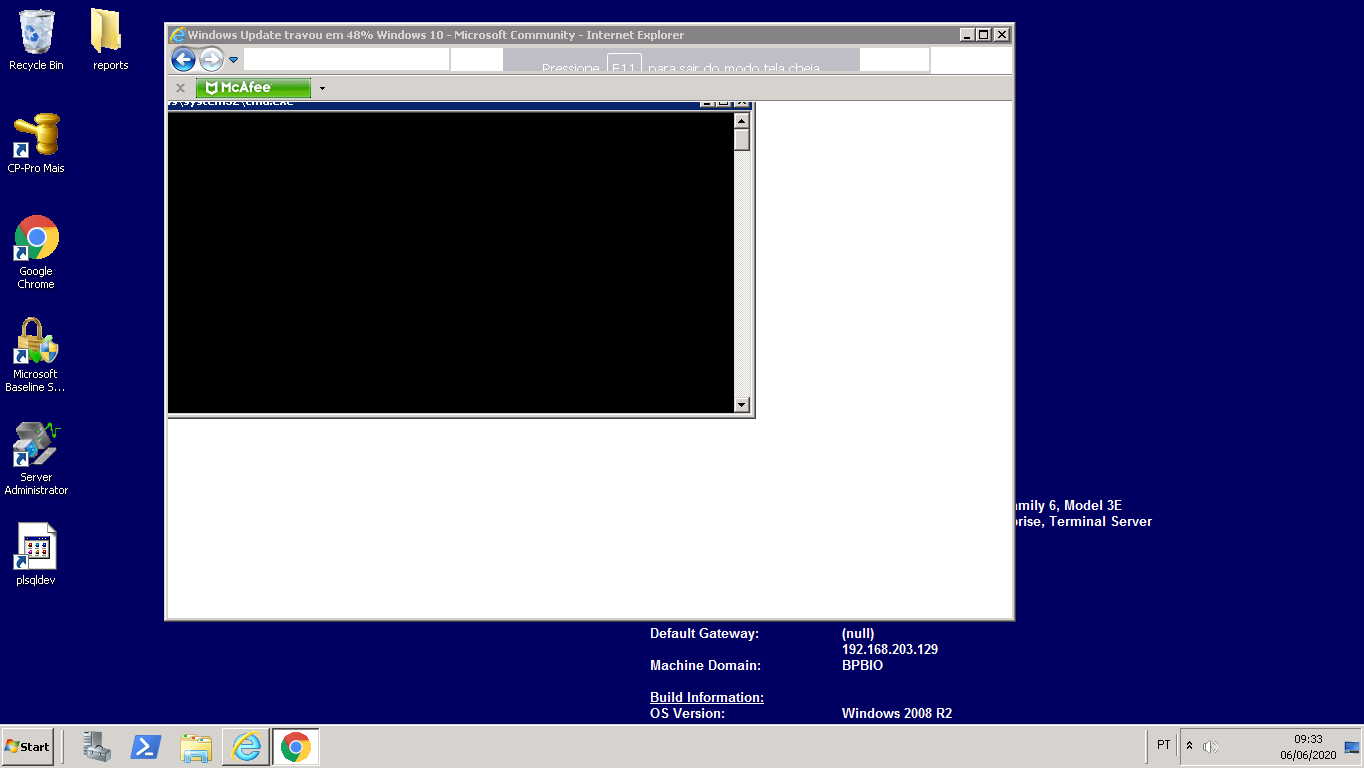 Recycle Bin
reports
CP-Pro Mais
Google
Chrome
Microsoft
Baseline S...
Server
Administrator
plsqldev
Windows Update travou em 48% Windows 10 - Microsoft Community - Internet Explorer
Pressione F11 para sair do modo tela cheia
McAfee
s\system32\cmd.exe
amily 6, Model 3E
prise, Terminal Server
Default Gateway: (null)
192.168.203.129
Machine Domain: BPBIO
Build Information:
OS Version: Windows 2008 R2
Start
PT
09:33
06/06/2020